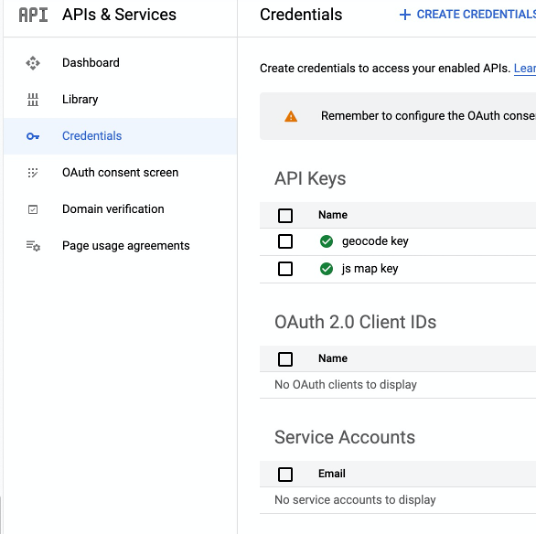 API APIs & Services
Dashboard
Library
Credentials
OAuth consent screen
Domain verification
Page usage agreements
Credentials
+ CREATE CREDENTIALS
Create credentials to access your enabled APIs.
Remember to configure the OAuth
API Keys
Name
geocode key
js map key
OAuth 2.0 Client IDs
Name
No OAuth clients to display
Service Accounts
Email
No service accounts to display